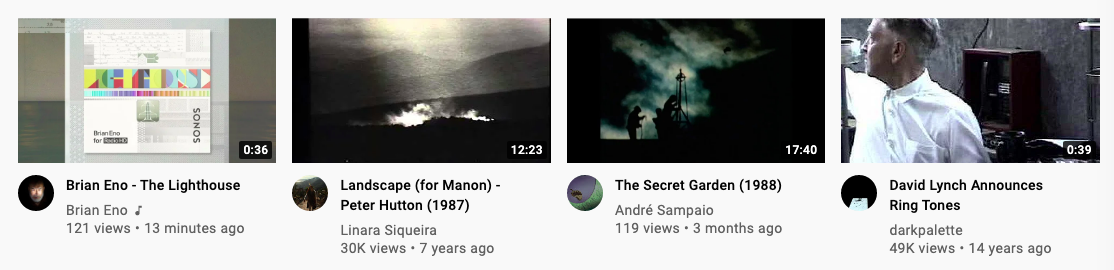 BrianEno
for Radio HD
SONOS
0:36
12:23
17:40
0:39
Brian Eno - The Lighthouse
Brian Eno
121 views • 13 minutes ago
Landscape (for Manon) -
Peter Hutton (1987)
Linara Siqueira
30K views • 7 years ago
The Secret Garden (1988)
André Sampaio
119 views • 3 months ago
David Lynch Announces
Ring Tones
darkpalette
49K views • 14 years ago